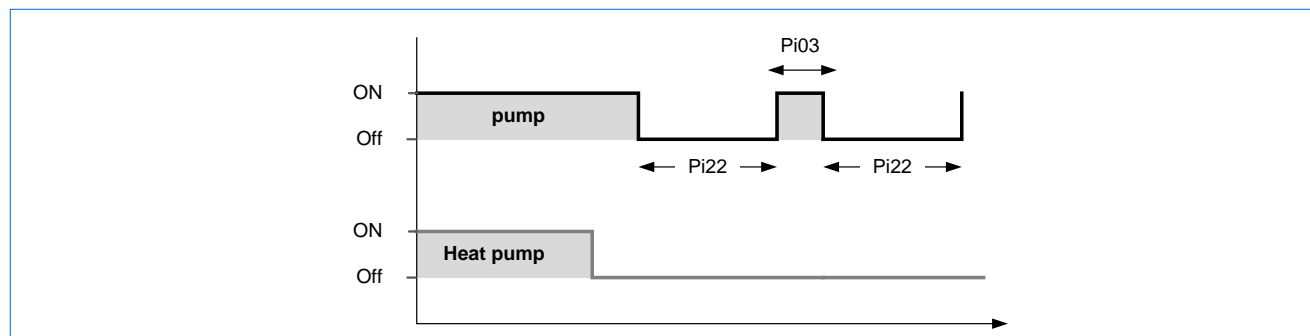 Pi03
ON
pump
Off
Pi22 Pi22
ON
Heat pump
Off